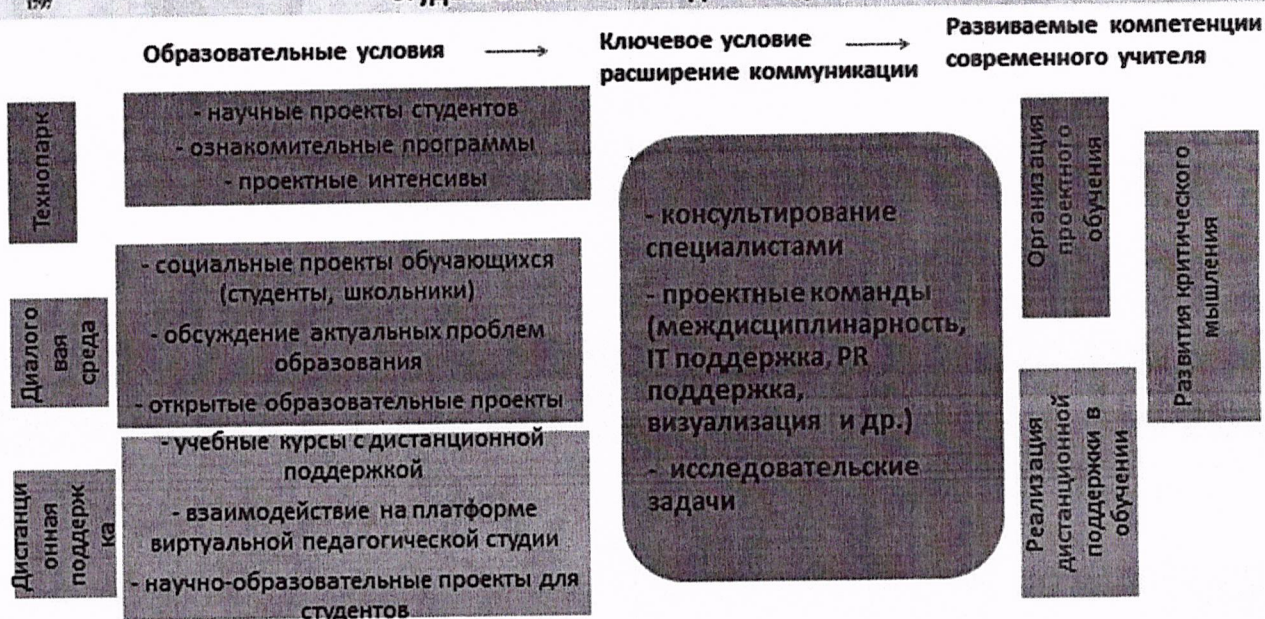 1797
Образовательные условия →
Ключевое условие →
расширение коммуникации
Развиваемые компетенции
современного учителя
Технопарк
- научные проекты студентов
- ознакомительные программы
- проектные интенсивы
Диалого
вая
среда
- социальные проекты обучающихся
(студенты, школьники)
- обсуждение актуальных проблем
образования
- открытые образовательные проекты
Дистанци
онная
поддерж
ка
- учебные курсы с дистанционной
поддержкой
- взаимодействие на платформе
виртуальной педагогической студии
- научно-образовательные проекты для
студентов
- консультирование
специалистами
- проектные команды
(междисциплинарность,
IT поддержка, PR
поддержка,
визуализация и др.)
- исследовательские
задачи
Организация
проектного
обучения
Реализация
дистанционной
поддержки в
обучении
Развития критического
мышления